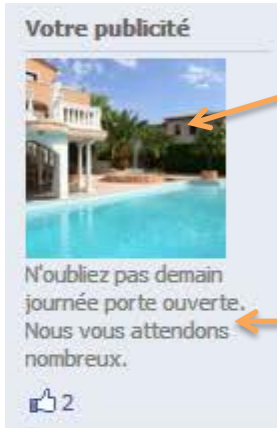 Votre publicité
N'oubliez pas demain
journée porte ouverte.
Nous vous attendons
nombreux.
2